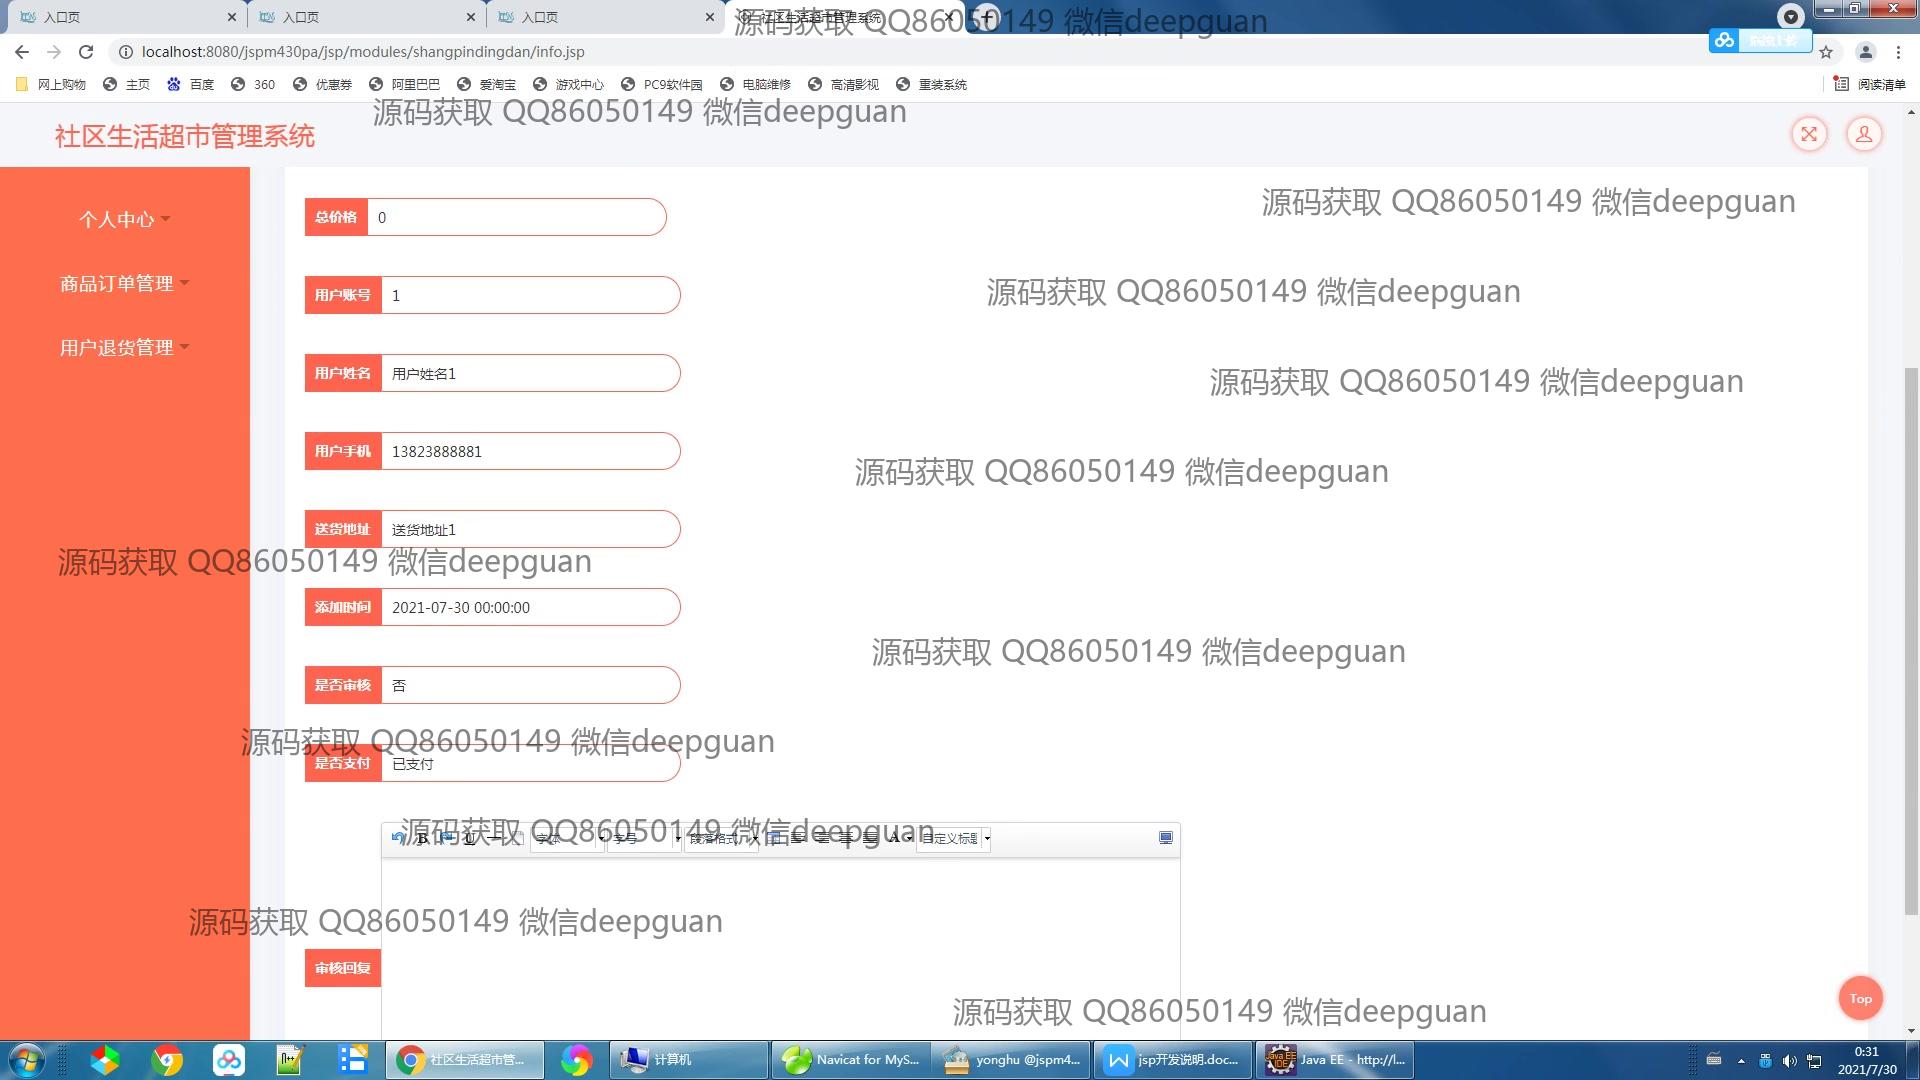 入口页
入口页
入口页
社区生活超市管理系统
源码获取 QQ86050149 微信deepguan
localhost:8080/jspm430pa/jsp/modules/shangpindingdan/info.jsp
网上购物 主页 百度 360 优惠券 阿里巴巴 爱淘宝 游戏中心 PC9软件园 电脑维修 高清影视 重装系统 阅读清单
源码获取 QQ86050149 微信deepguan
社区生活超市管理系统
个人中心
商品订单管理
用户退货管理
总价格 0
源码获取 QQ86050149 微信deepguan
用户账号 1
源码获取 QQ86050149 微信deepguan
用户姓名 用户姓名1
源码获取 QQ86050149 微信deepguan
用户手机 13823888881
源码获取 QQ86050149 微信deepguan
送货地址 送货地址1
源码获取 QQ86050149 微信deepguan
添加时间 2021-07-30 00:00:00
源码获取 QQ86050149 微信deepguan
是否审核 否
源码获取 QQ86050149 微信deepguan
是否支付 已支付
源码获取 QQ86050149 微信deepguan
字体 字号 段落格式 自定义标题
源码获取 QQ86050149 微信deepguan
审核回复
Top
源码获取 QQ86050149 微信deepguan
社区生活超市管... 计算机 Navicat for MyS... yonghu @jspm4... jsp开发说明.doc... Java EE - http://l...
0:31
2021/7/30